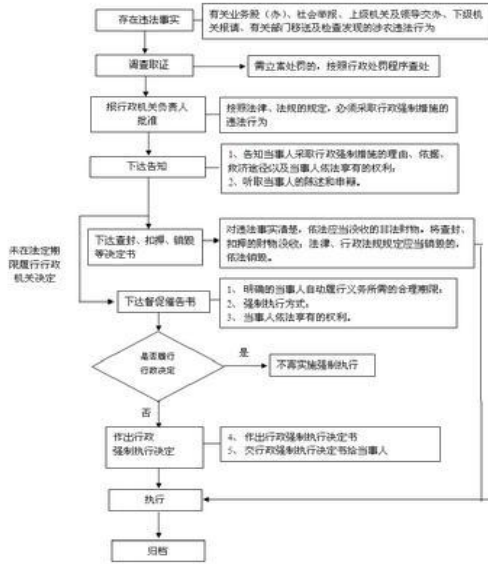 存在违法事实
有关业务股（办）、社会举报、上级机关及领导交办、下级机
关报请、有关部门移送及检查发现的涉农违法行为
调查取证
需立案处罚的，按照行政处罚程序查处
报行政机关负责人
批准
按照法律、法规的规定，必须采取行政强制措施的
违法行为
下达告知
1、告知当事人采取行政强制措施的理由、依据、
救济途径以及当事人依法享有的权利；
2、听取当事人的陈述和申辩。
未在法定期
限履行行政
机关决定
下达查封、扣押、销毁
等决定书
对违法事实清楚，依法应当没收的非法财物，将查封、
扣押的财物没收；法律、行政法规规定应当销毁的，
依法销毁。
下达督促催告书
1、明确的当事人自动履行义务所需的合理期限；
2、强制执行方式；
3、当事人依法享有的权利。
是否履行
行政决定
是
不再实施强制执行
否
作出行政
强制执行决定
4、作出行政强制执行决定书
5、交行政强制执行决定书给当事人
执行
归档